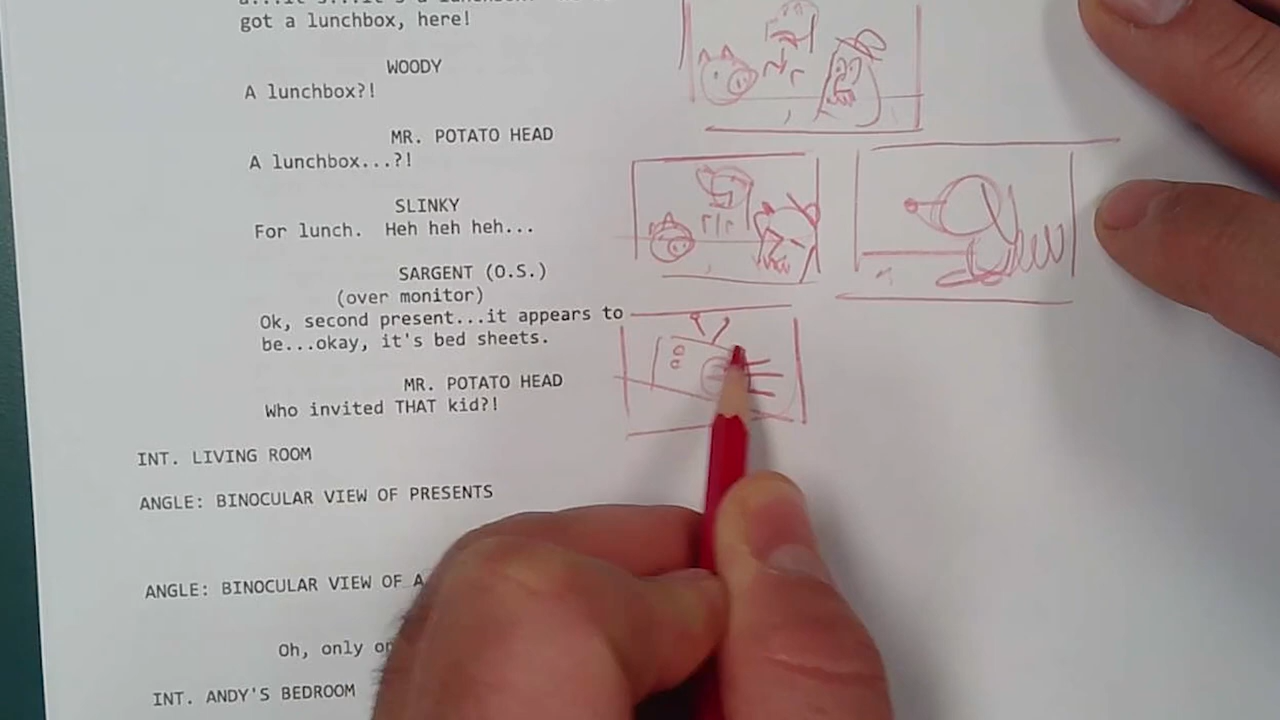 got a lunchbox, here!
WOODY
A lunchbox?!
MR. POTATO HEAD
A lunchbox...?!
SLINKY
For lunch. Heh heh heh...
SARGENT (O.S.)
(over monitor)
Ok, second present...it appears to
be...okay, it's bed sheets.
MR. POTATO HEAD
Who invited THAT kid?!
INT. LIVING ROOM
ANGLE: BINOCULAR VIEW OF PRESENTS
ANGLE: BINOCULAR VIEW OF
Oh, only
INT. ANDY'S BEDROOM